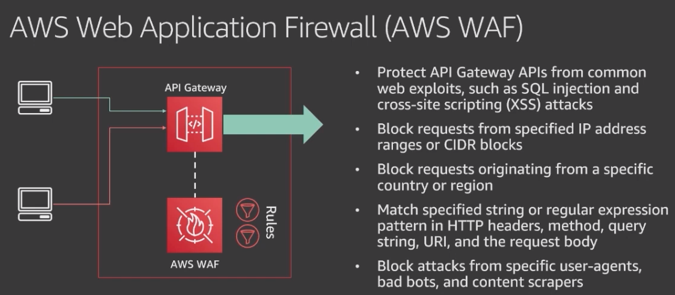 AWS Web Application Firewall (AWS WAF)
API Gateway
</>
AWS WAF
Rules
• Protect API Gateway APIs from common
web exploits, such as SQL injection and
cross-site scripting (XSS) attacks
• Block requests from specified IP address
ranges or CIDR blocks
• Block requests originating from a specific
country or region
• Match specified string or regular expression
pattern in HTTP headers, method, query
string, URI, and the request body
• Block attacks from specific user-agents,
bad bots, and content scrapers